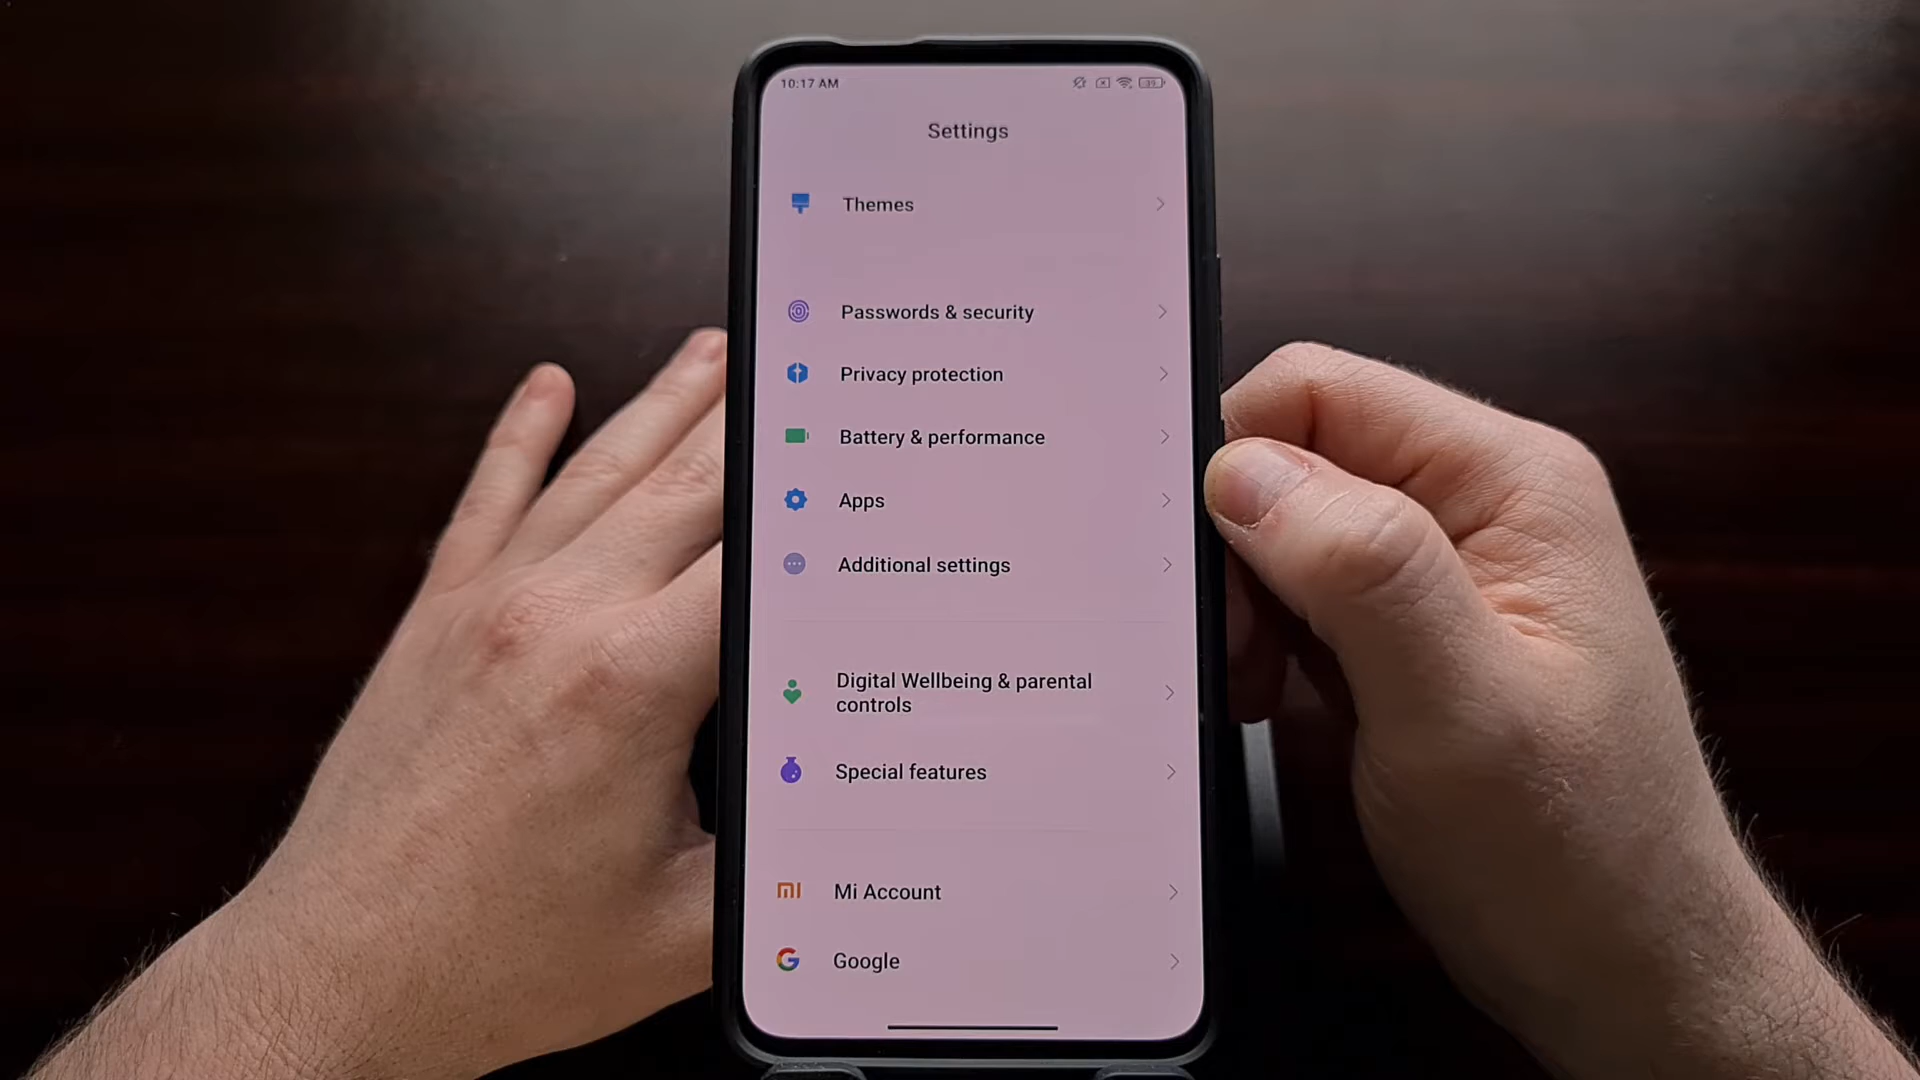 10:17 AM
Settings
Themes
Passwords & security
Privacy protection
Battery & performance
Apps
Additional settings
Digital Wellbeing & parental
controls
Special features
Mi Account
Google